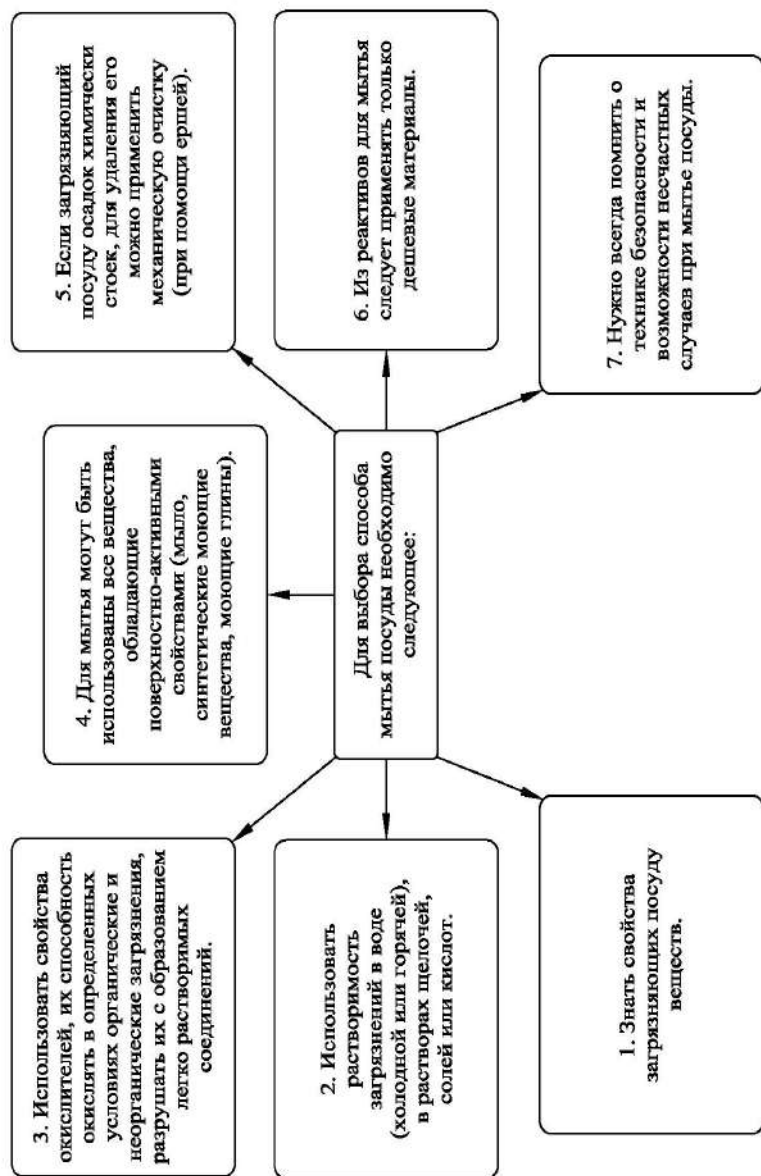 Для выбора способа
мытья посуды необходимо
следующее:
1. Знать свойства
загрязняющих посуду
веществ.
2. Использовать
растворимость
загрязнений в воде
(холодной или горячей),
в растворах щелочей,
солей или кислот.
3. Использовать свойства
окислителей, их способность
окислять в определенных
условиях органические и
неорганические загрязнения,
разрушать их с образованием
легко растворимых
соединений.
4. Для мытья могут быть
использованы все вещества,
обладающие
поверхностно-активными
свойствами (мыло,
синтетические моющие
вещества, моющие глины).
5. Если загрязняющий
посуду осадок химически
стоек, для удаления его
можно применить
механическую очистку
(при помощи ершей).
6. Из реактивов для мытья
следует применять только
дешевые материалы.
7. Нужно всегда помнить о
технике безопасности и
возможности несчастных
случаев при мытье посуды.